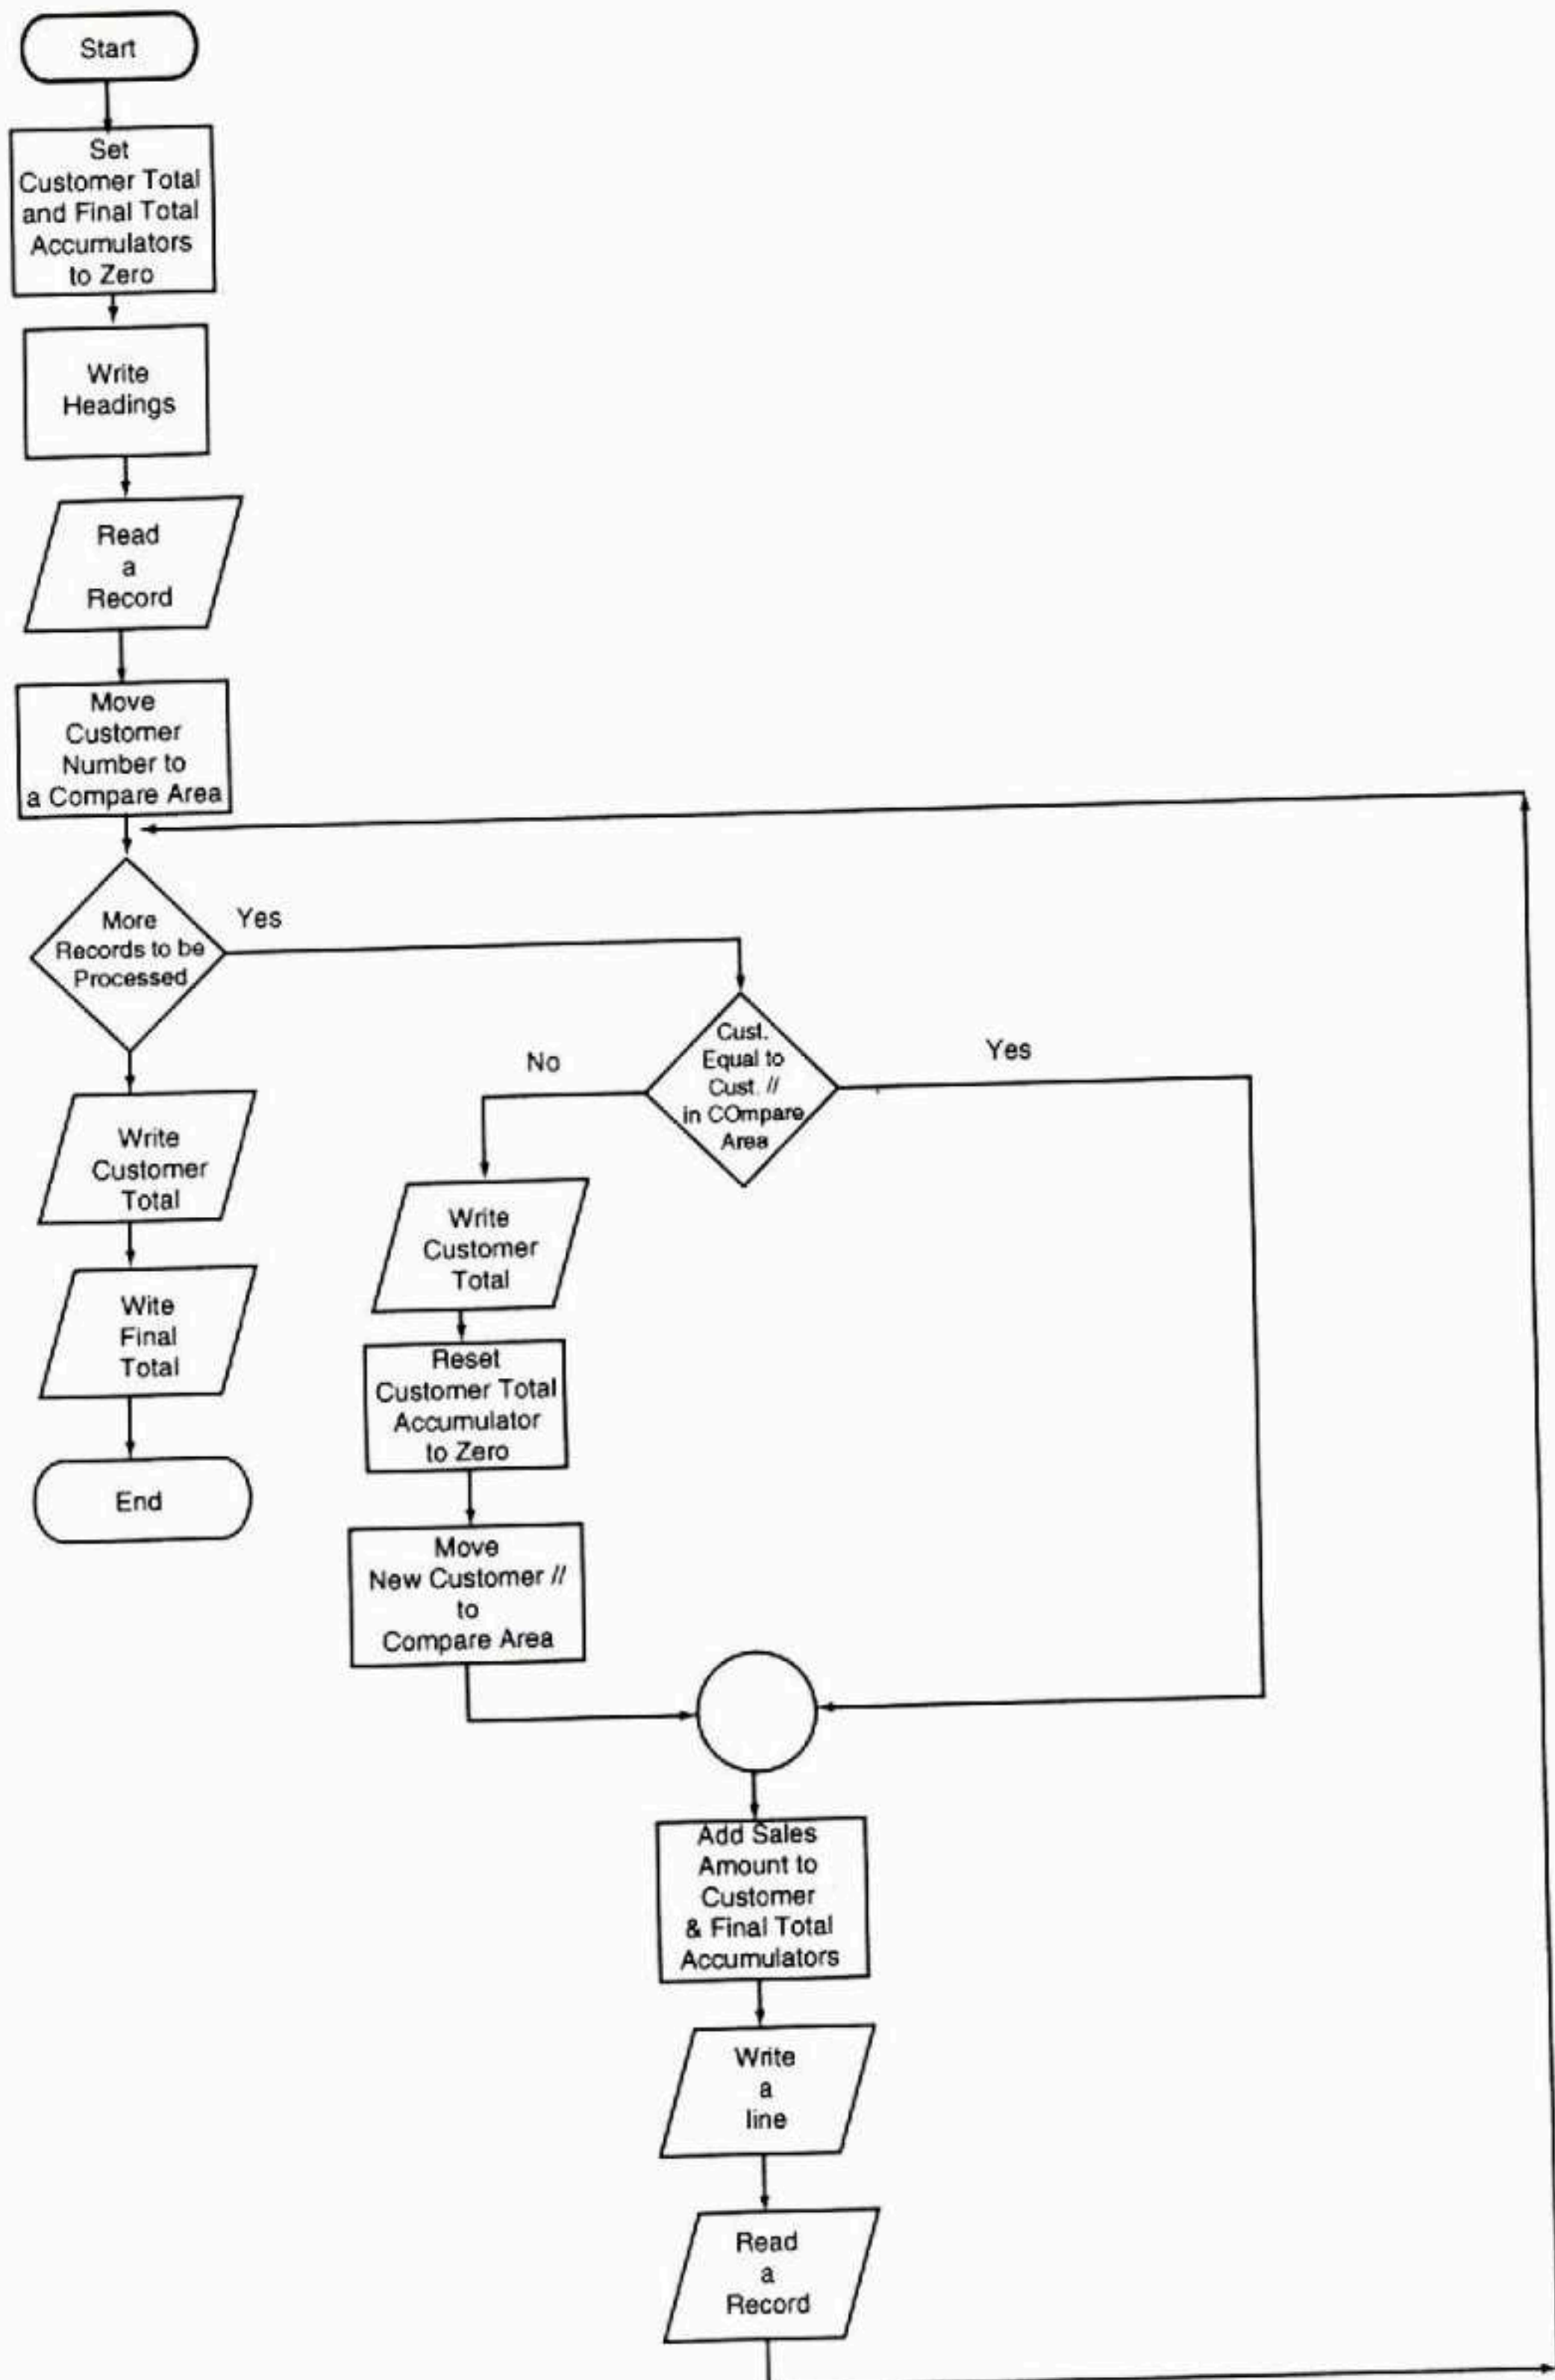 Start
Set
Customer Total
and Final Total
Accumulators
to Zero
Write
Headings
Read
a
Record
Move
Customer
Number to
a Compare Area
More
Records to be
Processed
Yes
Cust.
Equal to
Cust. //
in COmpare
Area
No
Yes
Write
Customer
Total
Wite
Final
Total
End
Write
Customer
Total
Reset
Customer Total
Accumulator
to Zero
Move
New Customer //
to
Compare Area
Add Sales
Amount to
Customer
& Final Total
Accumulators
Write
a
line
Read
a
Record